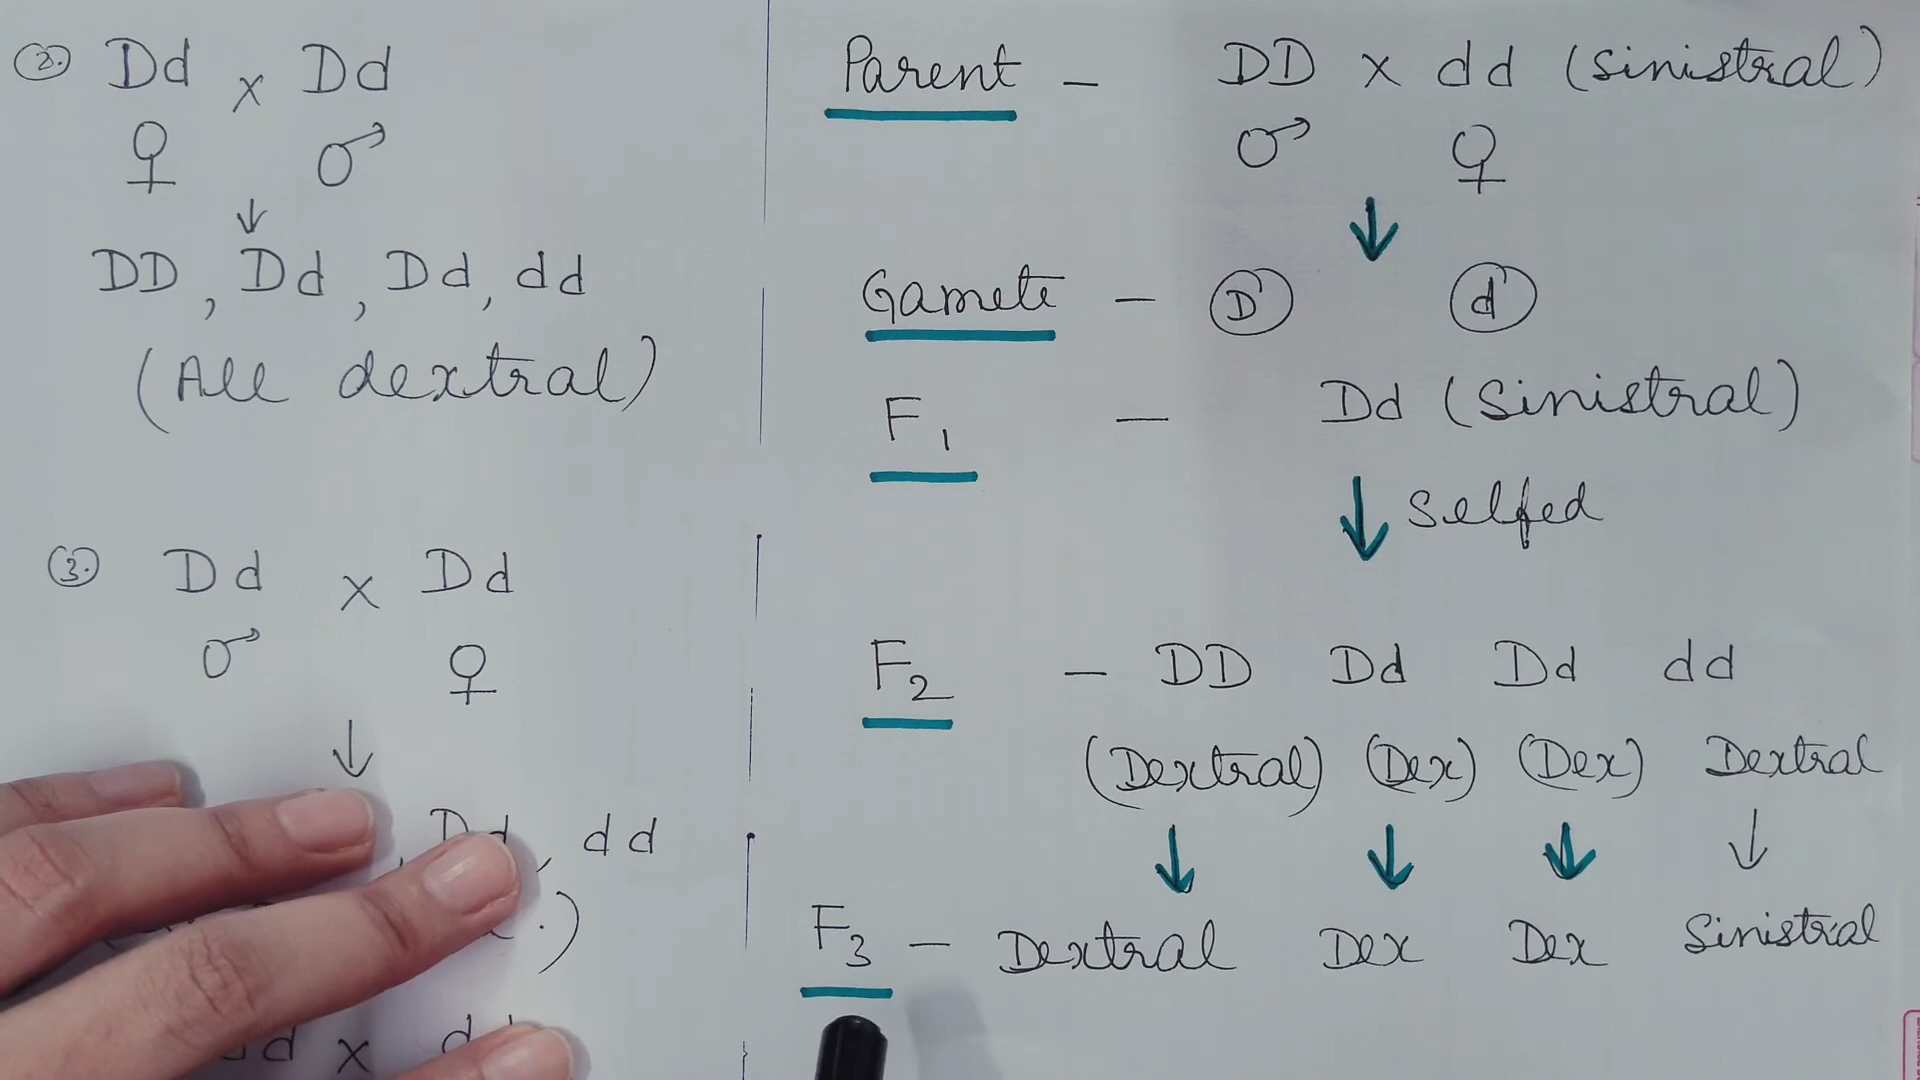 2. Dd x Dd
♀ ♂
↓
DD, Dd, Dd, dd
(All dextral)
3. Dd x Dd
♂ ♀
↓
Dd, dd
.)
d x d
Parent - DD x dd (Sinistral)
♂ ♀
↓
Gamete - D d
F1 - Dd (Sinistral)
↓ Selfed
F2 - DD Dd Dd dd
(Dextral) (Dex) (Dex) Dextral
↓ ↓ ↓ ↓
F3 - Dextral Dex Dex Sinistral